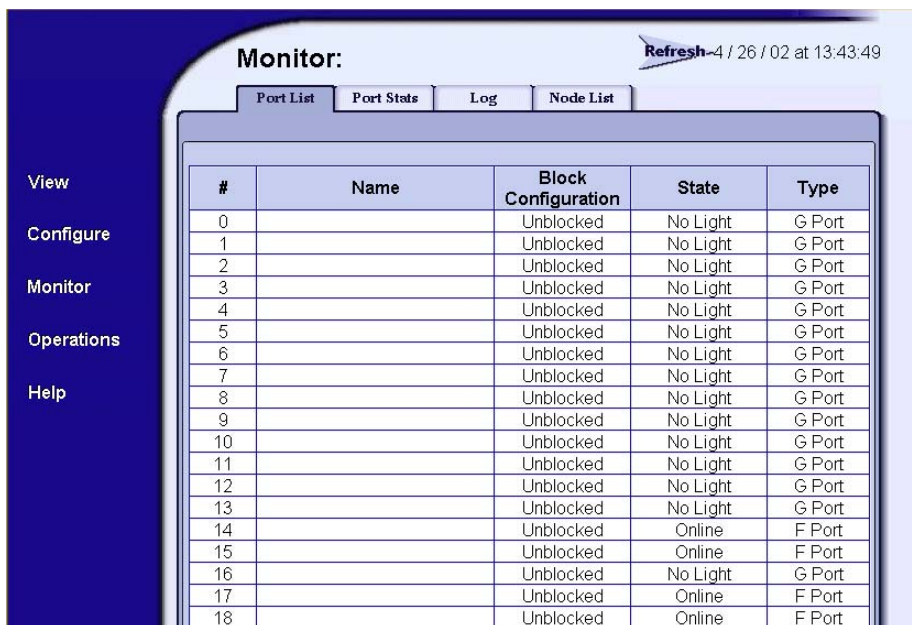 Monitor:
Refresh 4 / 26 / 02 at 13:43:49
Port List Port Stats Log Node List
View
Configure
Monitor
Operations
Help
# Name Block Configuration State Type
0 Unblocked No Light G Port
1 Unblocked No Light G Port
2 Unblocked No Light G Port
3 Unblocked No Light G Port
4 Unblocked No Light G Port
5 Unblocked No Light G Port
6 Unblocked No Light G Port
7 Unblocked No Light G Port
8 Unblocked No Light G Port
9 Unblocked No Light G Port
10 Unblocked No Light G Port
11 Unblocked No Light G Port
12 Unblocked No Light G Port
13 Unblocked No Light G Port
14 Unblocked Online F Port
15 Unblocked Online F Port
16 Unblocked No Light G Port
17 Unblocked Online F Port
18 Unblocked Online F Port